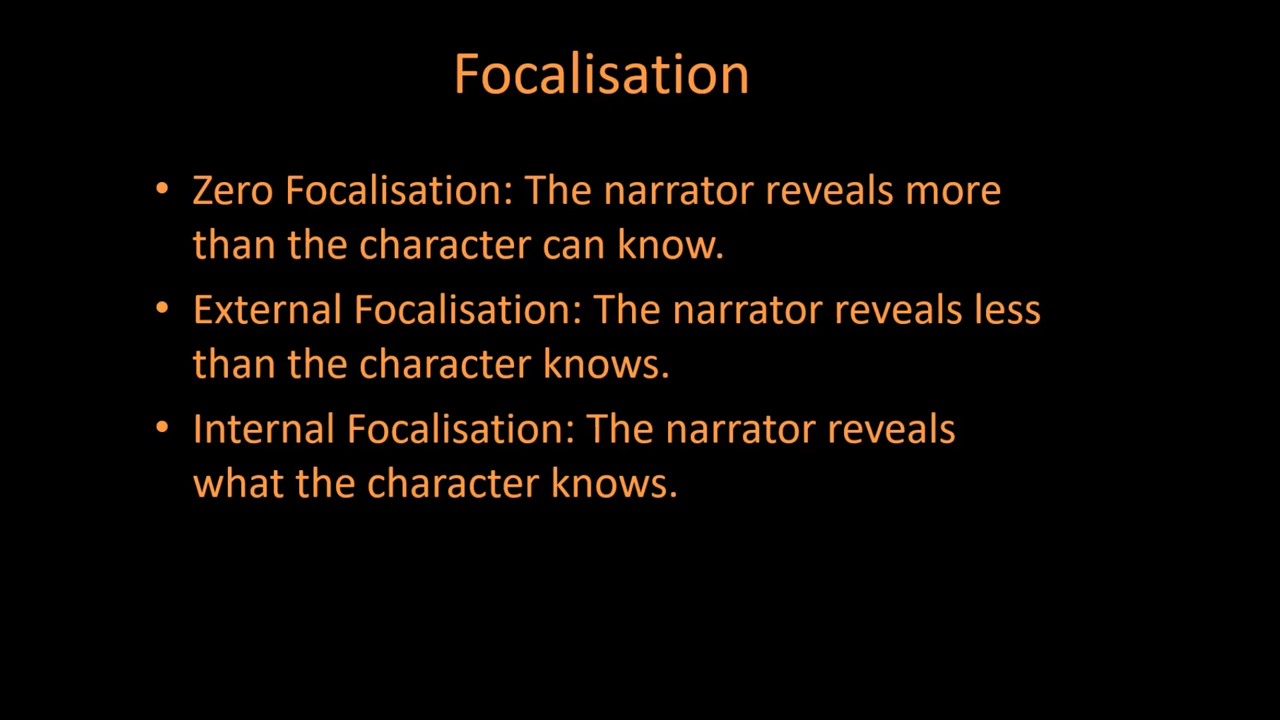 Focalisation
• Zero Focalisation: The narrator reveals more
than the character can know.
• External Focalisation: The narrator reveals less
than the character knows.
• Internal Focalisation: The narrator reveals
what the character knows.